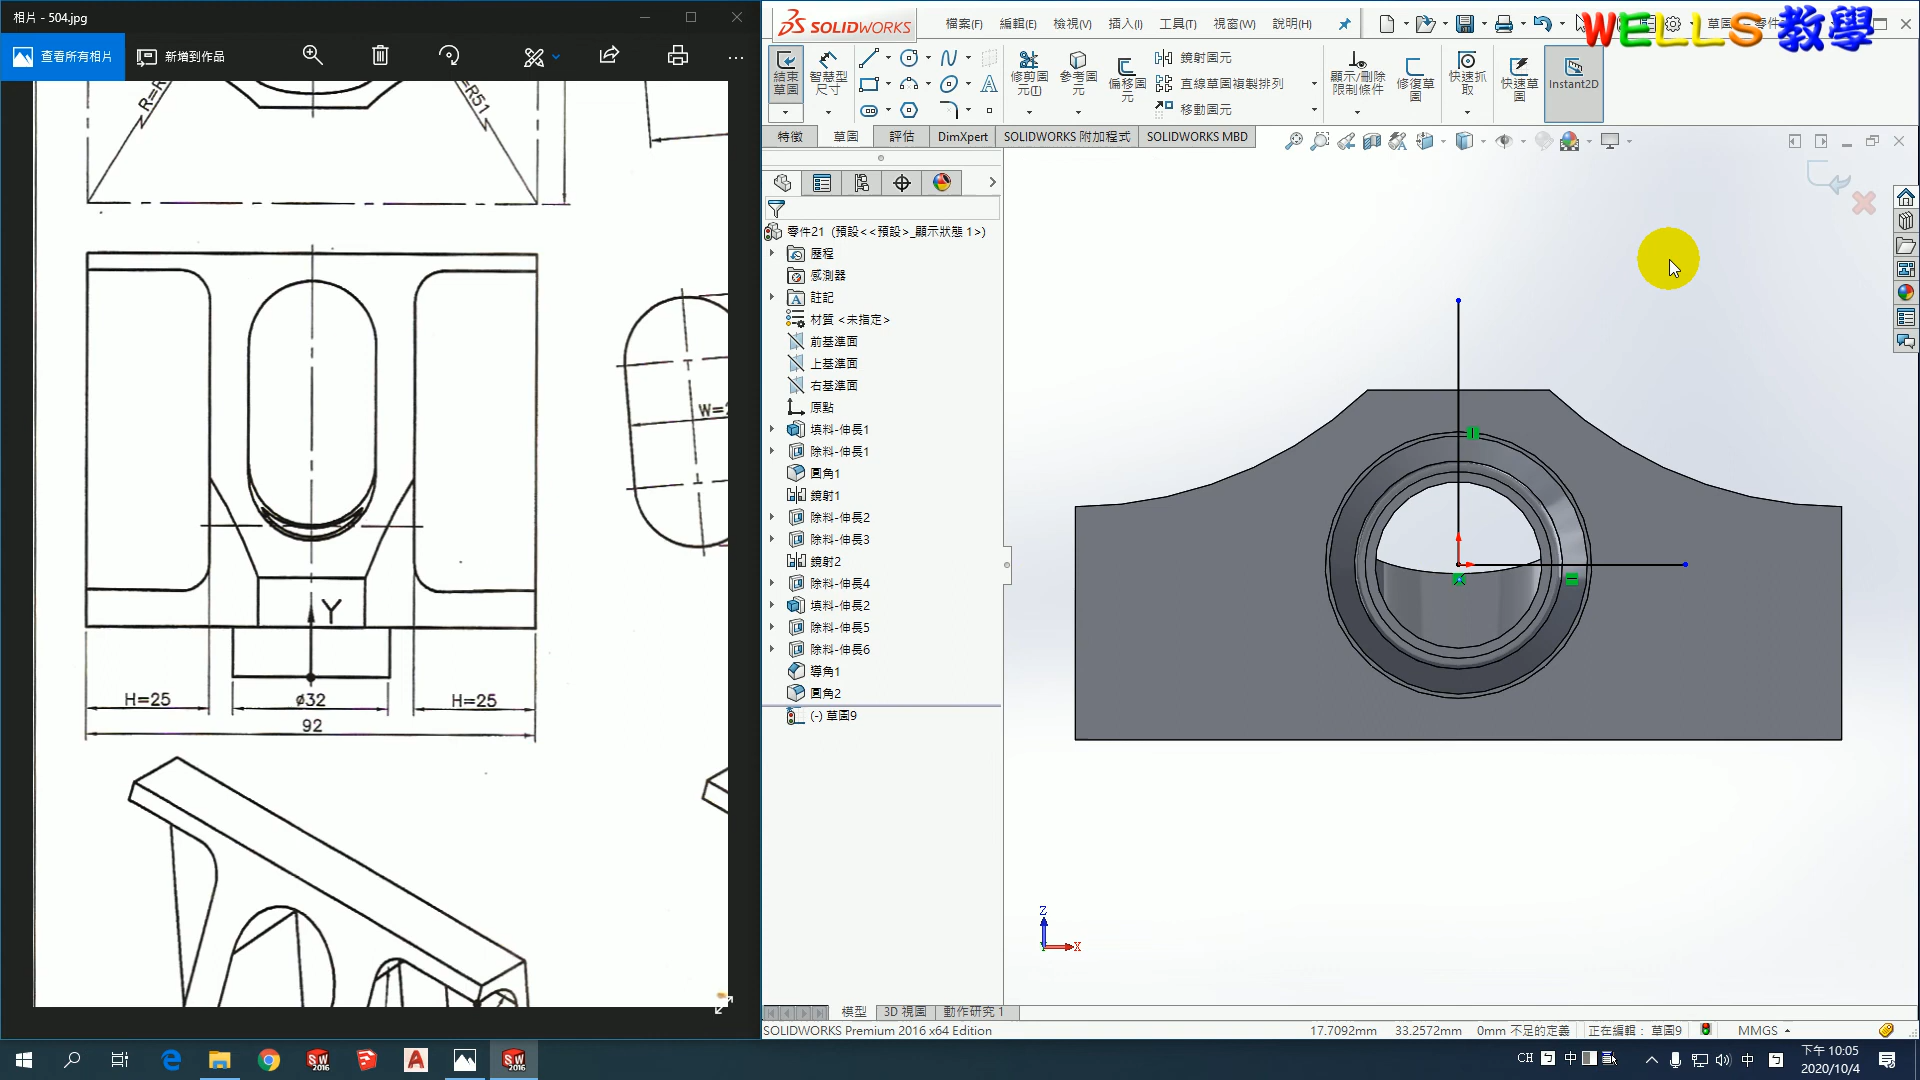 相片 - 504.jpg
查看所有相片
新增到作品
R=R
=R51
W=2
Y
H=25
ø32
H=25
92
SOLIDWORKS
檔案(F)
編輯(E)
檢視(V)
插入(I)
工具(T)
視窗(W)
說明(H)
WELLS教學
結束草圖
智慧型尺寸
修剪圖元(T)
參考圖元
偏移圖元
鏡射圖元
直線草圖複製排列
移動圖元
顯示/刪除限制條件
修復草圖
快速抓取
快速草圖
Instant2D
特徵
草圖
評估
DimXpert
SOLIDWORKS 附加程式
SOLIDWORKS MBD
零件21 (預設<<預設>_顯示狀態 1>)
歷程
感測器
註記
材質 <未指定>
前基準面
上基準面
右基準面
原點
填料-伸長1
除料-伸長1
圓角1
鏡射1
除料-伸長2
除料-伸長3
鏡射2
除料-伸長4
填料-伸長2
除料-伸長5
除料-伸長6
導角1
圓角2
(-) 草圖9
Z
X
模型
3D 視圖
動作研究 1
SOLIDWORKS Premium 2016 x64 Edition
17.7092mm
33.2572mm
0mm 不足的定義
正在編輯： 草圖9
MMGS
CH
中
中
下午 10:05
2020/10/4